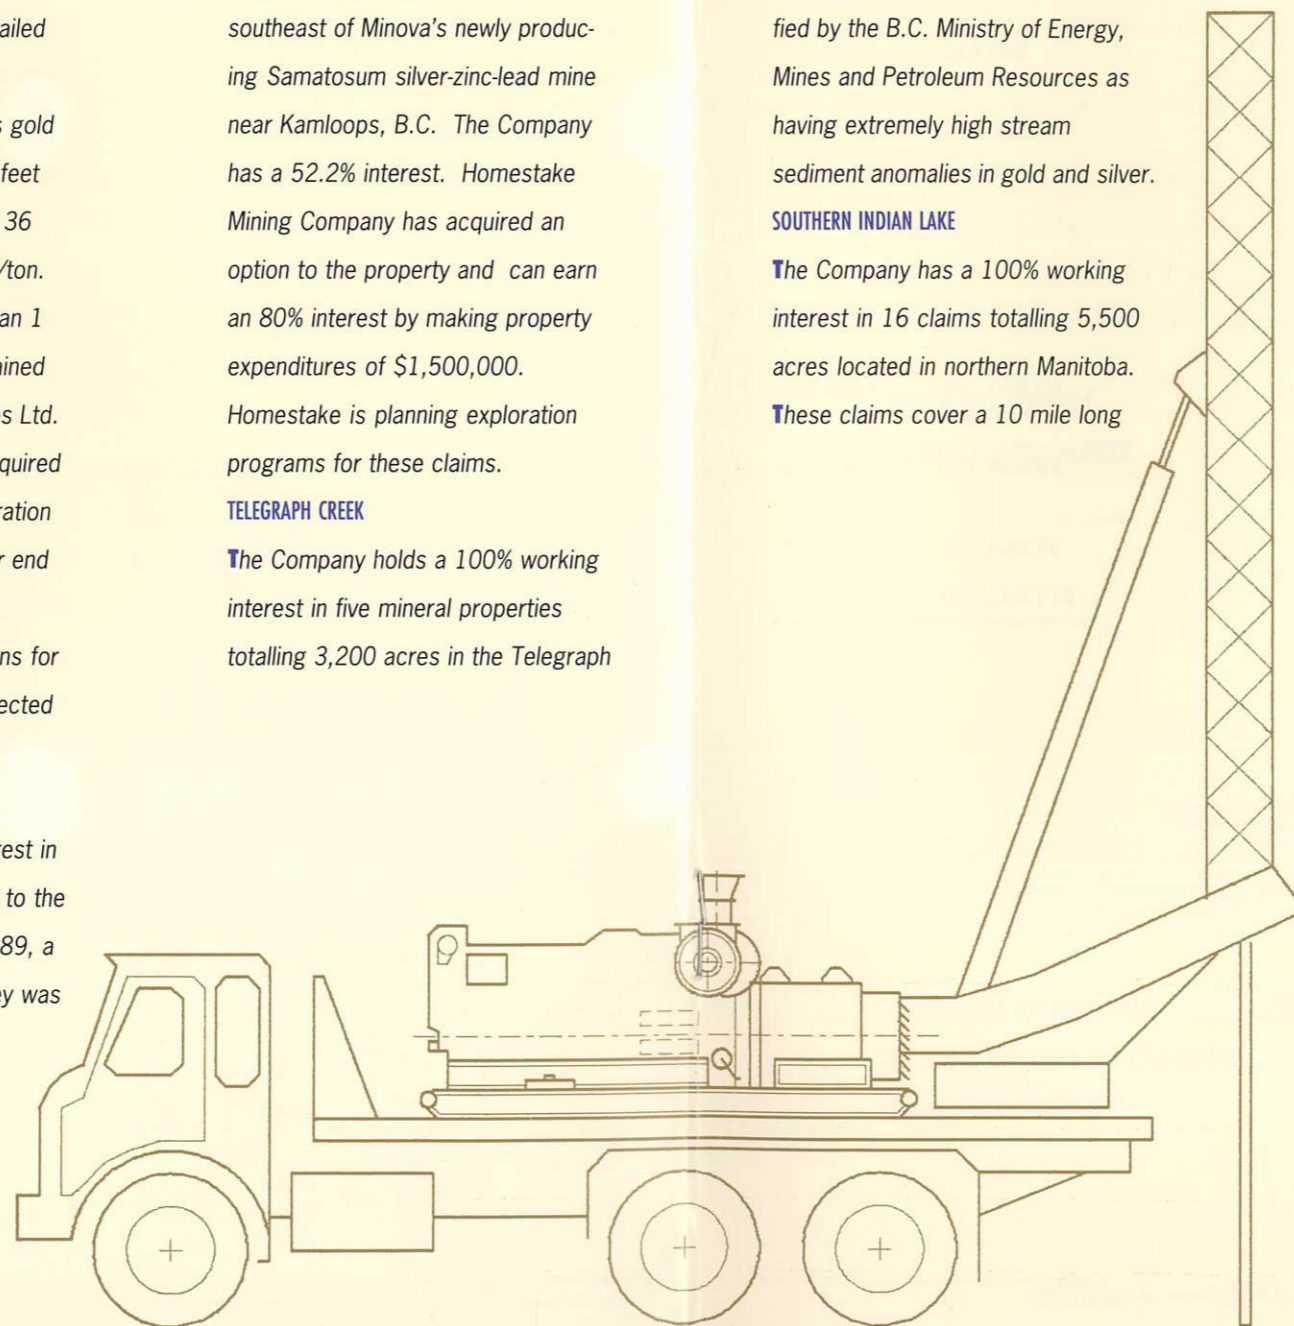 ailed
s gold
feet
36
/ton.
an 1
ined
s Ltd.
quired
ration
r end
ns for
ected
rest in
to the
89, a
ey was
southeast of Minova's newly produc-
ing Samatosum silver-zinc-lead mine
near Kamloops, B.C. The Company
has a 52.2% interest. Homestake
Mining Company has acquired an
option to the property and can earn
an 80% interest by making property
expenditures of $1,500,000.
Homestake is planning exploration
programs for these claims.
TELEGRAPH CREEK
The Company holds a 100% working
interest in five mineral properties
totalling 3,200 acres in the Telegraph
fied by the B.C. Ministry of Energy,
Mines and Petroleum Resources as
having extremely high stream
sediment anomalies in gold and silver.
SOUTHERN INDIAN LAKE
The Company has a 100% working
interest in 16 claims totalling 5,500
acres located in northern Manitoba.
These claims cover a 10 mile long